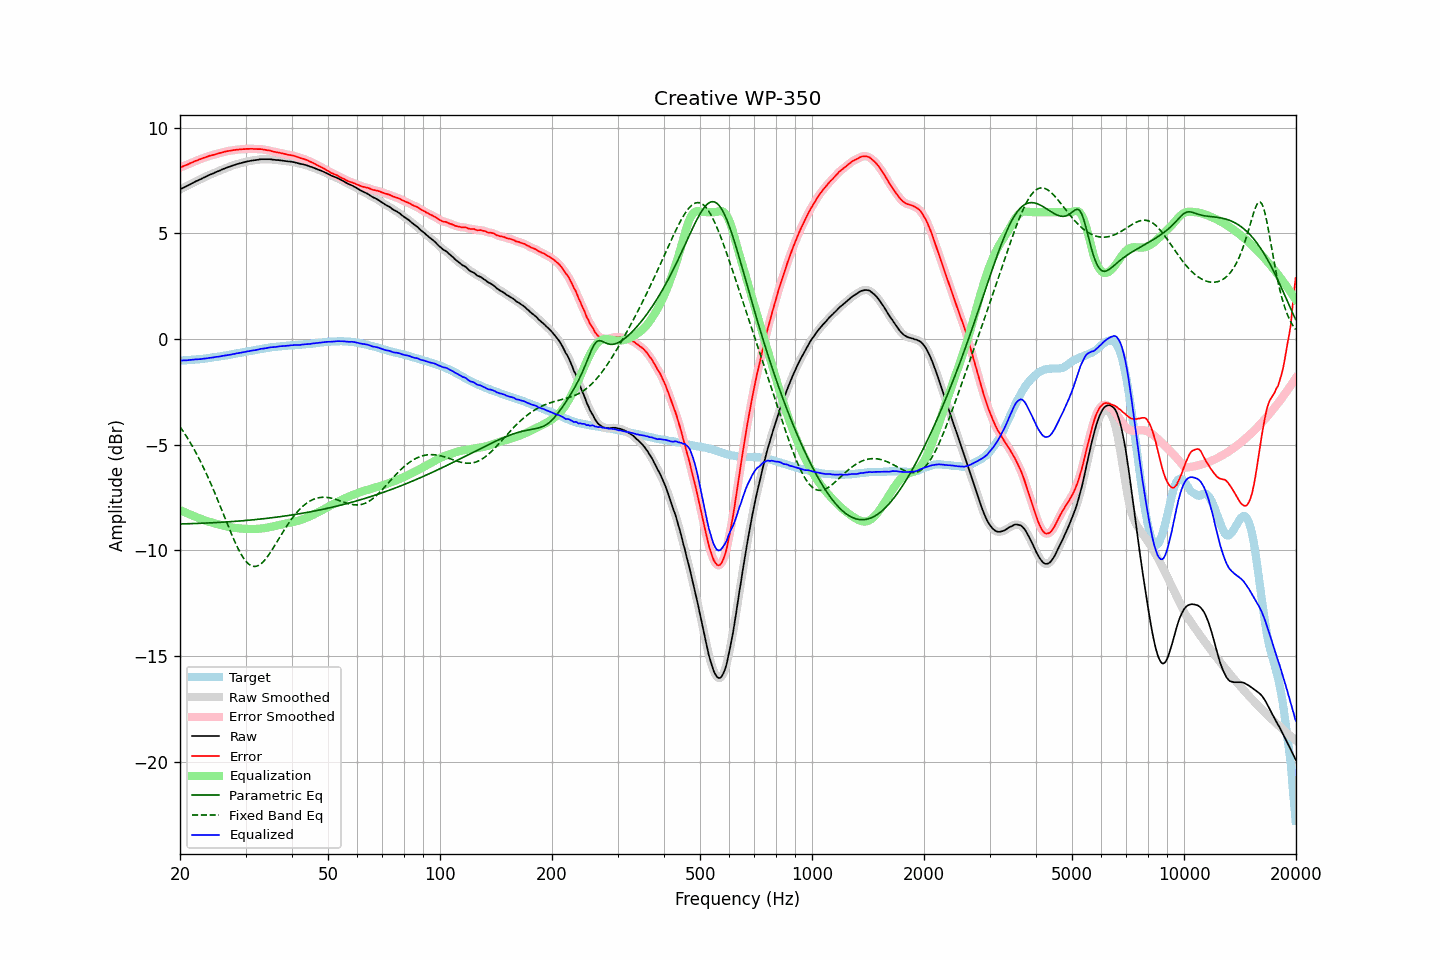 Creative WP-350
Amplitude (dBr)
10
5
0
−5
−10
−15
−20
Target
Raw Smoothed
Error Smoothed
Raw
Error
Equalization
Parametric Eq
Fixed Band Eq
Equalized
20 50 100 200 500 1000 2000 5000 10000 20000
Frequency (Hz)